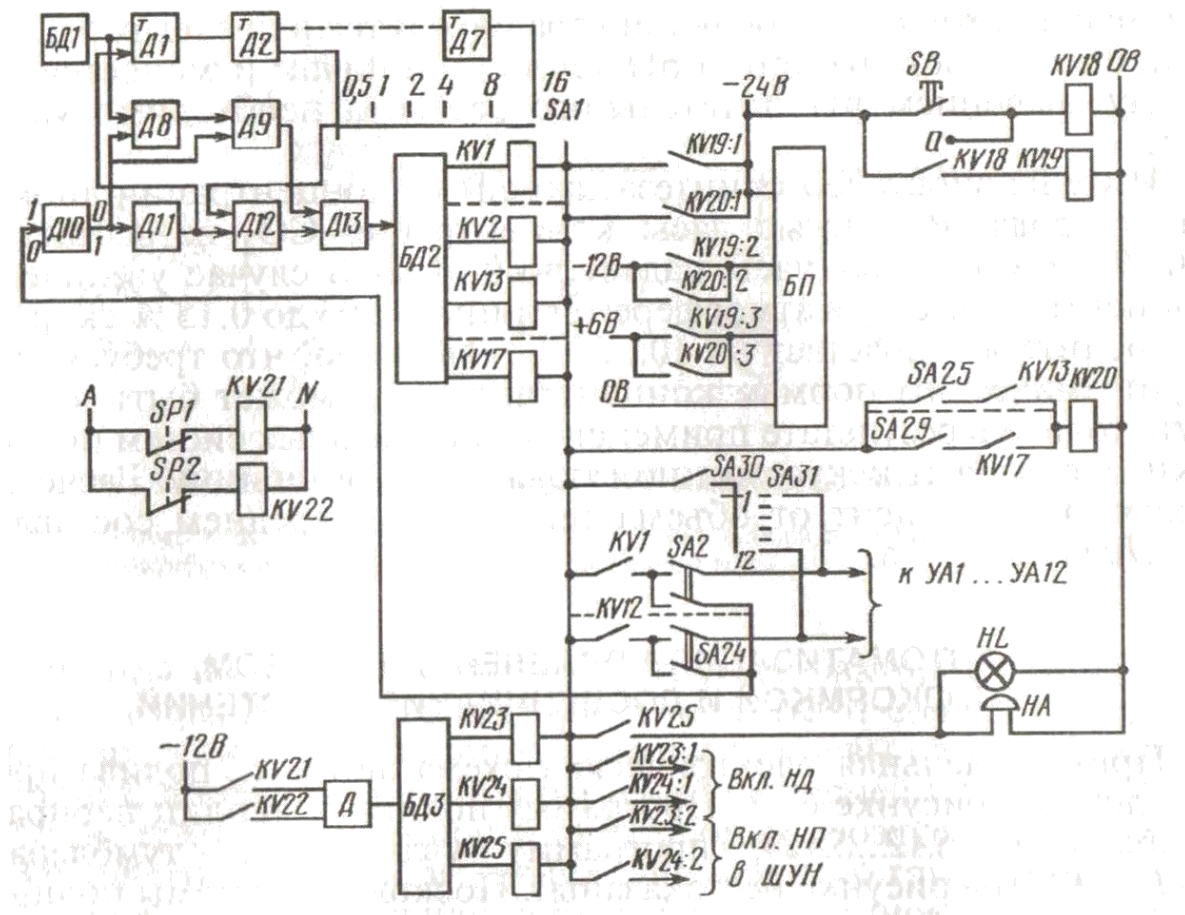 БД1
Т Д1
Т Д2
Т Д7
0,5 1 2 4 8 16
SA1
-24В
SB
KV18
0В
Д8
Д9
a
KV18
KV19
KV1
KV19:1
1
0
Д10
0
1
Д11
Д12
Д13
БД2
KV2
KV20:1
KV13
-12В
KV19:2
KV20:2
БП
+6В
KV19:3
KV20:3
KV17
0В
A
SP1
KV21
N
SP2
KV22
SA25
KV13
KV20
SA29
KV17
SA30
SA31
1
12
KV1
SA2
к YA1...YA12
KV12
SA24
HL
HA
-12В
KV21
KV22
Д
БД3
KV23
KV24
KV25
KV25
KV23:1
KV24:1
Вкл. НД
KV23:2
KV24:2
Вкл. НП
в ШУН